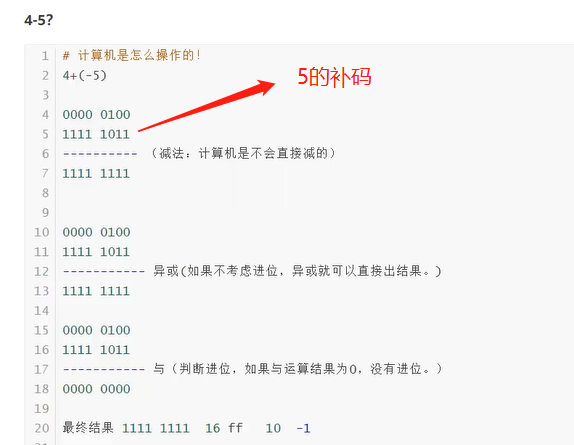 4-5?
1 # 计算机是怎么操作的!
2 4+(-5)
5的补码
3
4 0000 0100
5 1111 1011
6 ---------- （减法：计算机是不会直接减的）
7 1111 1111
8
9
10 0000 0100
11 1111 1011
12 ----------- 异或(如果不考虑进位，异或就可以直接出结果。)
13 1111 1111
14
15 0000 0100
16 1111 1011
17 ----------- 与（判断进位，如果与运算结果为0，没有进位。）
18 0000 0000
19
20 最终结果 1111 1111 16 ff 10 -1